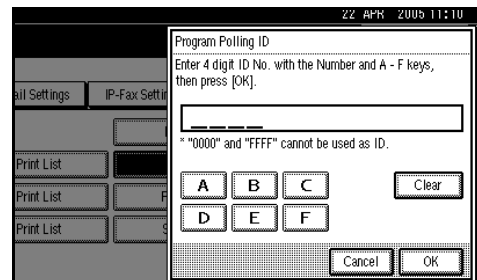 22 APR 2005 11:10
Program Polling ID
Enter 4 digit ID No. with the Number and A - F keys,
then press [OK].
ail Settings
IP-Fax Settin
* "0000" and "FFFF" cannot be used as ID.
Print List
A B C Clear
Print List
D E F
Print List
Cancel OK